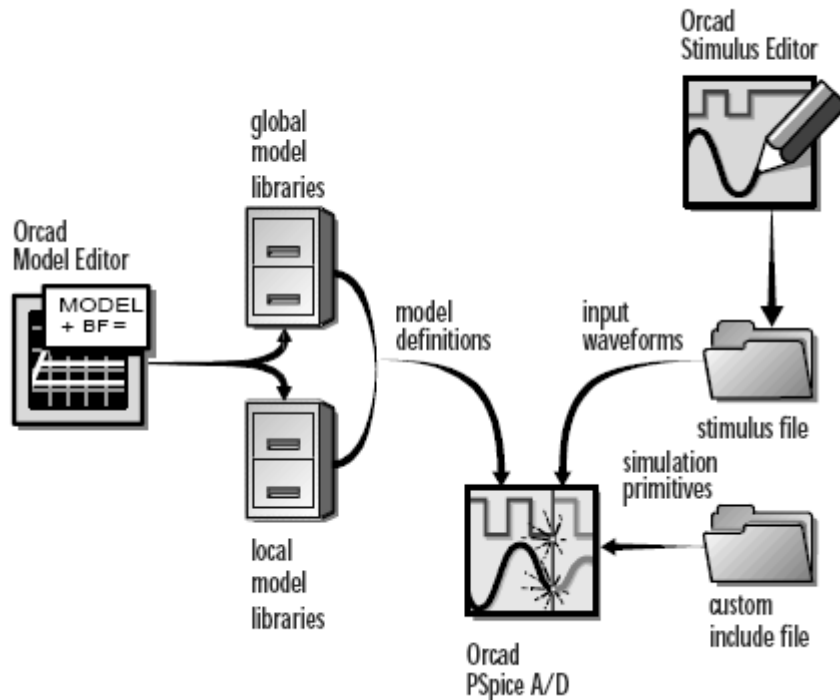 Orcad
Stimulus Editor
global
model
libraries
Orcad
Model Editor
MODEL
+ BF =
model
definitions
input
waveforms
stimulus file
simulation
primitives
local
model
libraries
custom
include file
Orcad
PSpice A/D